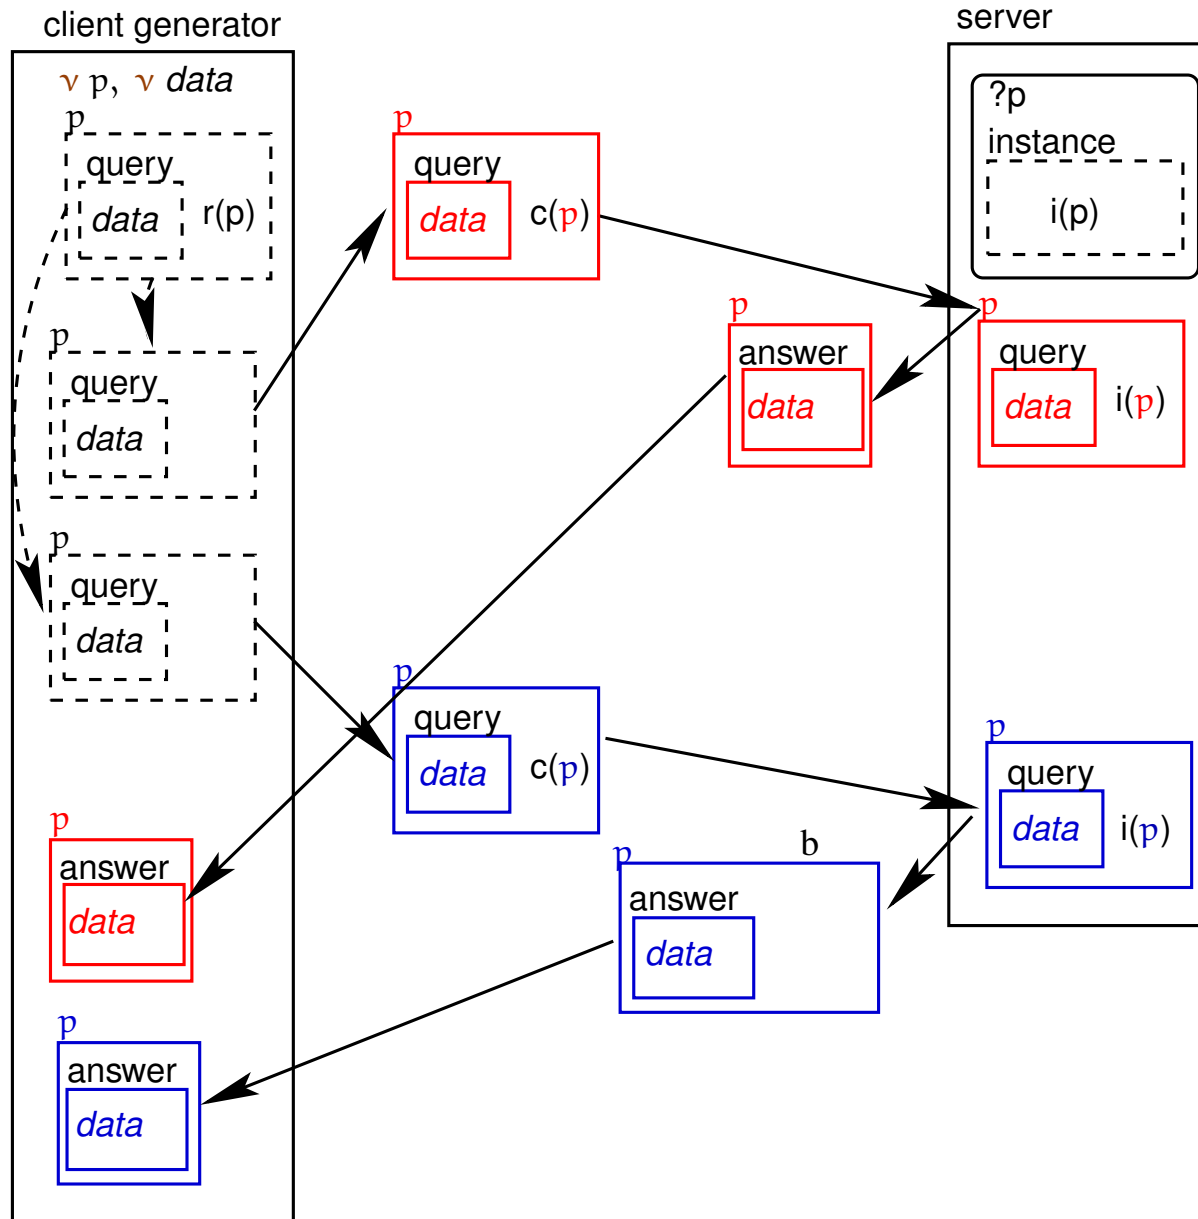 client generator
server
ν p, ν data
p
query
data
r(p)
p
query
data
c(p)
?p
instance
i(p)
p
query
data
p
answer
data
p
query
data
i(p)
p
query
data
p
query
data
c(p)
p
query
data
i(p)
p
answer
data
p
b
answer
data
p
answer
data